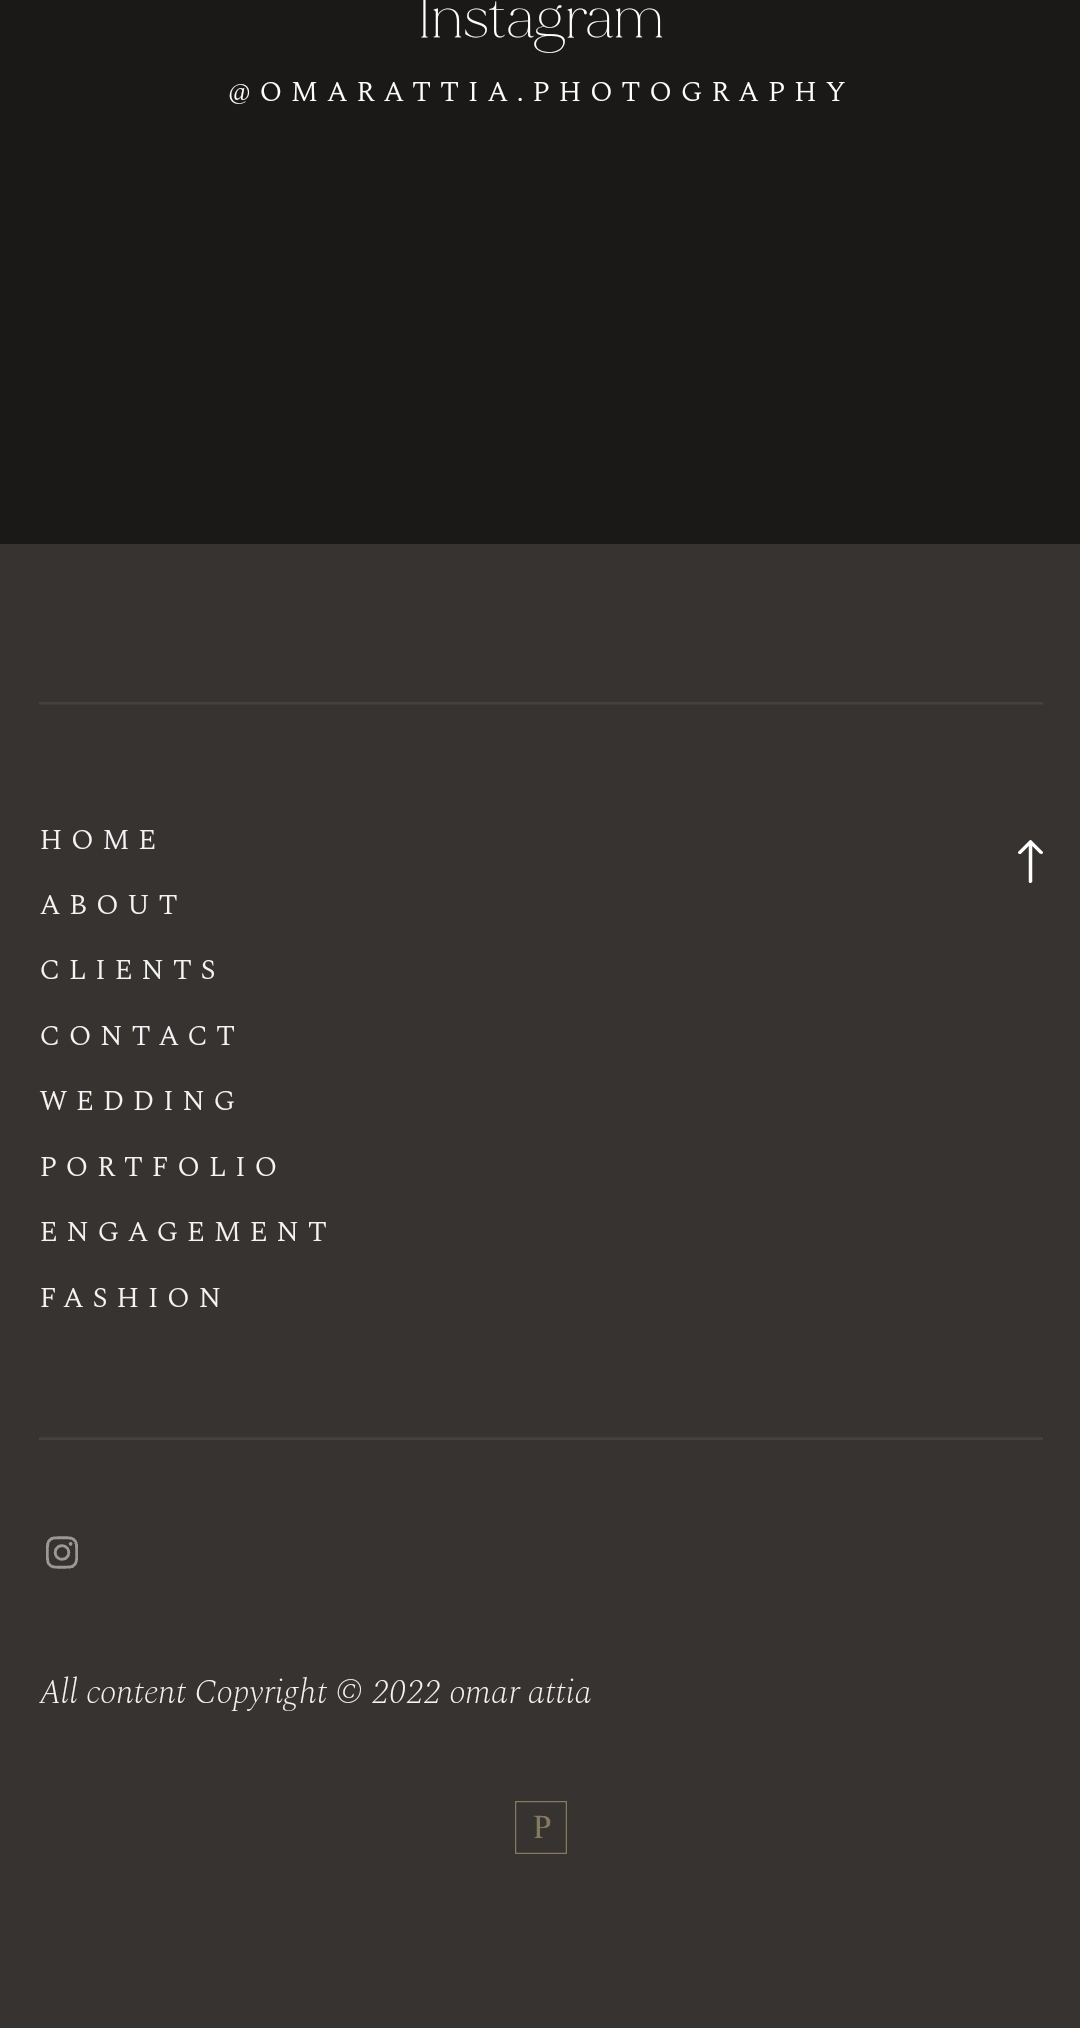 Instagram
@OMARATTIA.PHOTOGRAPHY
HOME
ABOUT
CLIENTS
CONTACT
WEDDING
PORTFOLIO
ENGAGEMENT
FASHION
All content Copyright © 2022 omar attia
P